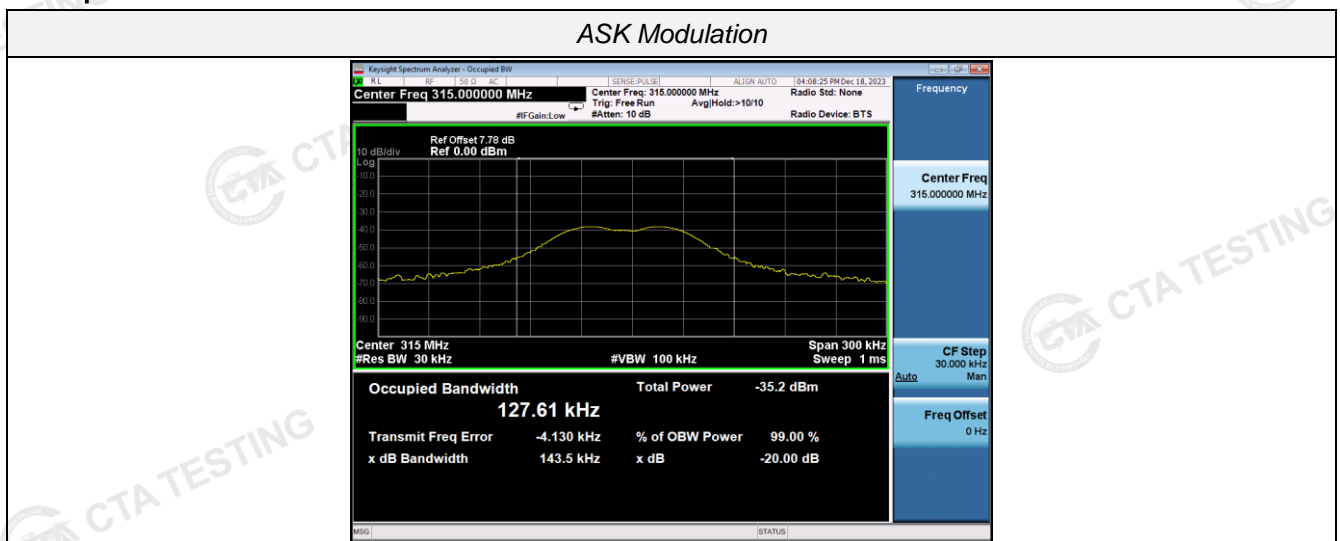 ASK Modulation
Keysight Spectrum Analyzer - Occupied BW
RL RF 50 Ω AC SENSE:PULSE ALIGN AUTO 04:08:25 PM Dec 18, 2023
Center Freq 315.000000 MHz Center Freq: 315.000000 MHz Radio Std: None Frequency
Trig: Free Run Avg|Hold:>10/10
#IFGain:Low #Atten: 10 dB Radio Device: BTS
Ref Offset 7.78 dB
10 dB/div Ref 0.00 dBm
Log
-10.0
-20.0
-30.0
-40.0
-50.0
-60.0
-70.0
-80.0
-90.0
Center Freq
315.000000 MHz
Center 315 MHz Span 300 kHz
#Res BW 30 kHz #VBW 100 kHz Sweep 1 ms
CF Step
30.000 kHz
Auto Man
Occupied Bandwidth Total Power -35.2 dBm
127.61 kHz
Transmit Freq Error -4.130 kHz % of OBW Power 99.00 %
x dB Bandwidth 143.5 kHz x dB -20.00 dB
Freq Offset
0 Hz
MSG STATUS
CTA TESTING
CTA TESTING